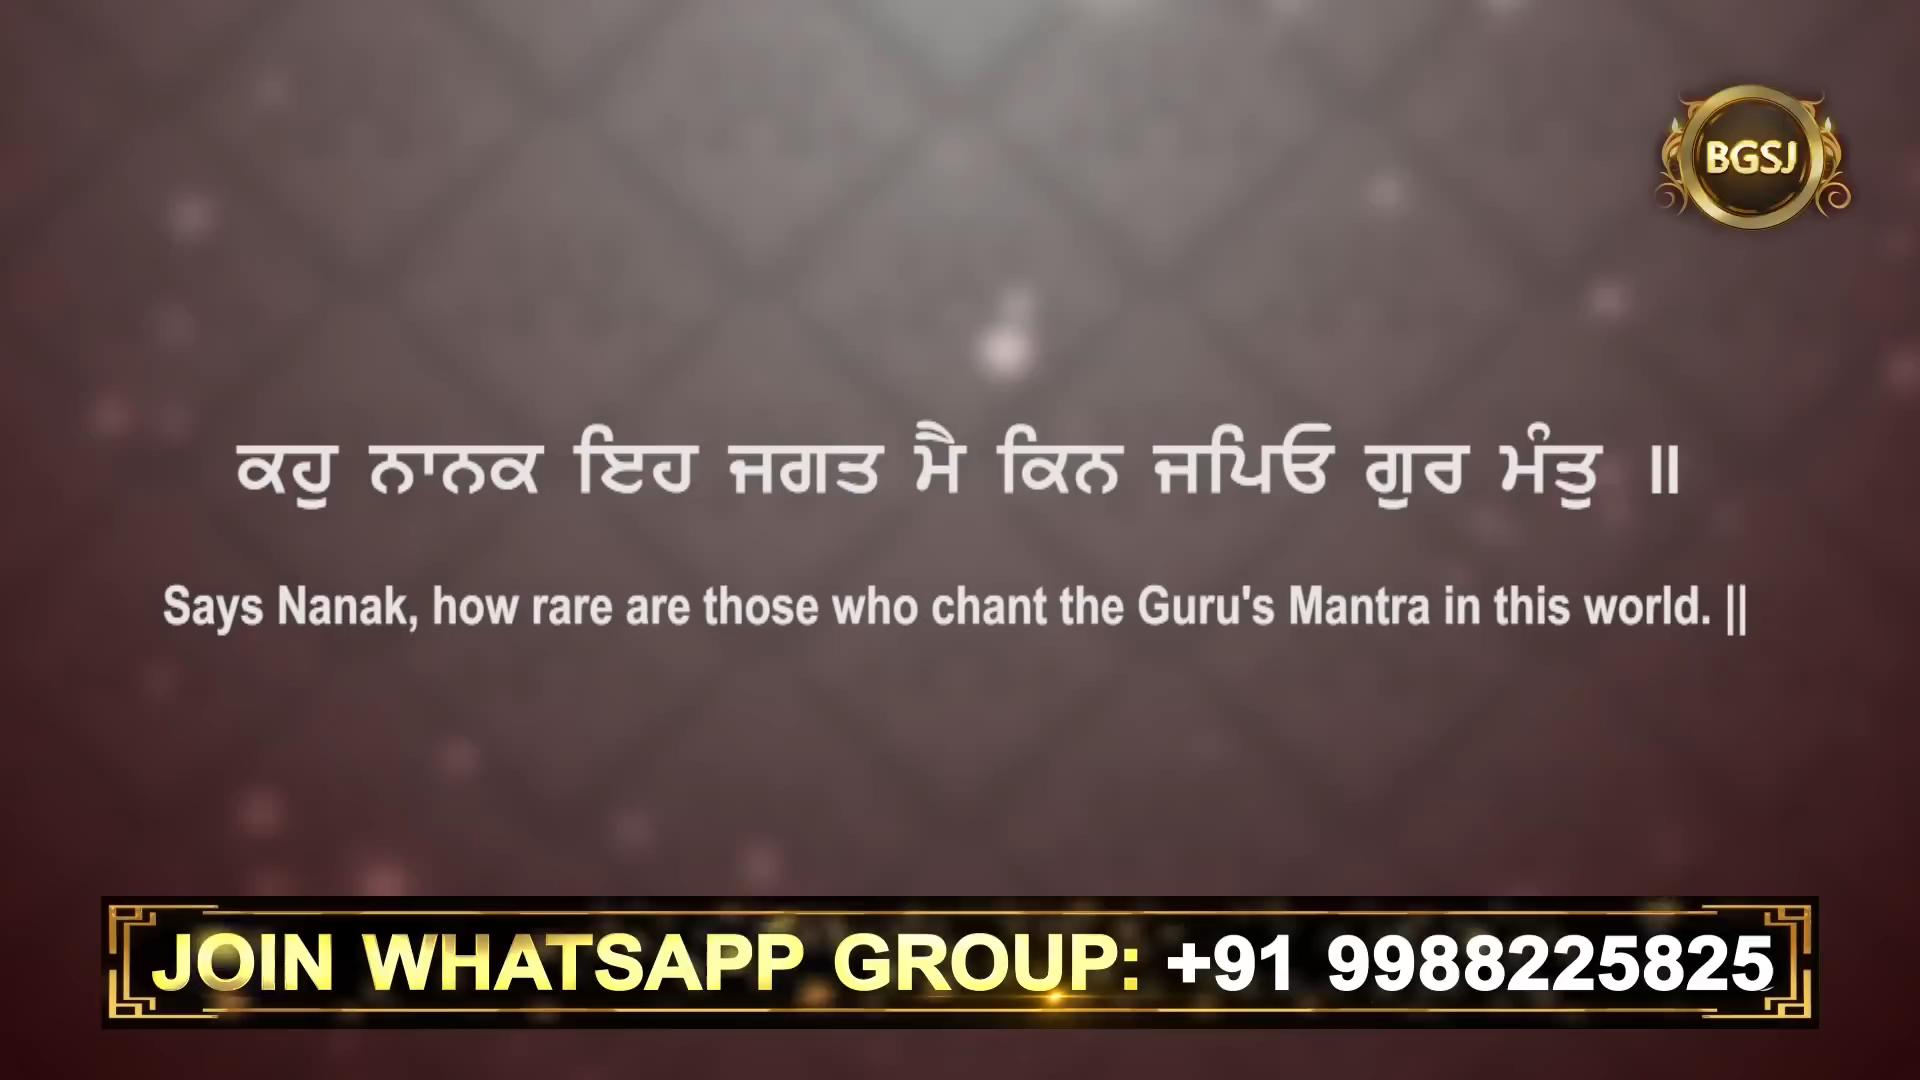 BGSJ
ਕਹੁ ਨਾਨਕ ਇਹ ਜਗਤ ਮੈ ਕਿਨ ਜਪਿਓ ਗੁਰ ਮੰਤੁ ॥
Says Nanak, how rare are those who chant the Guru's Mantra in this world. ||
JOIN WHATSAPP GROUP: +91 9988225825